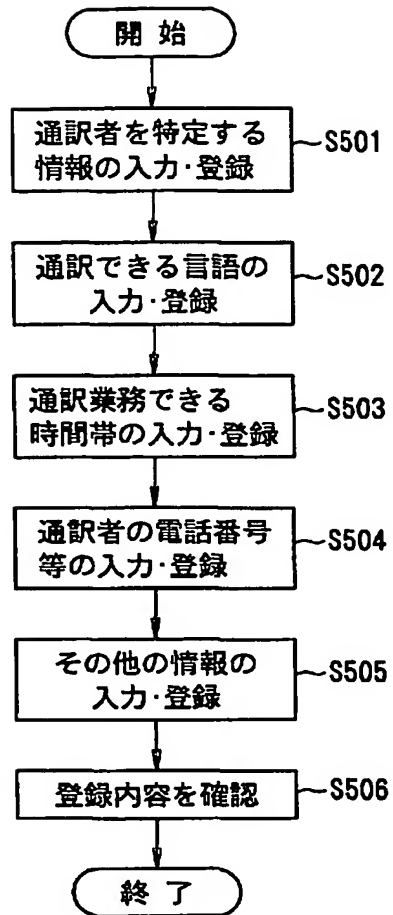 開 始
通訳者を特定する
情報の入力･登録
S501
通訳できる言語の
入力･登録
S502
通訳業務できる
時間帯の入力･登録
S503
通訳者の電話番号
等の入力･登録
S504
その他の情報の
入力･登録
S505
登録内容を確認
S506
終 了